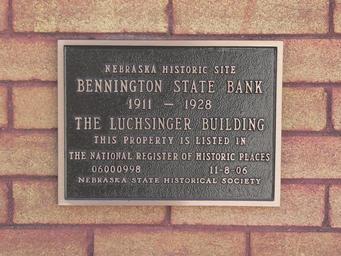 NEBRASKA HISTORIC SITE
BENNINGTON STATE BANK
1911 — 1928
THE LUCHSINGER BUILDING
THIS PROPERTY IS LISTED IN
THE NATIONAL REGISTER OF HISTORIC PLACES
06000998 11-8-06
NEBRASKA STATE HISTORICAL SOCIETY